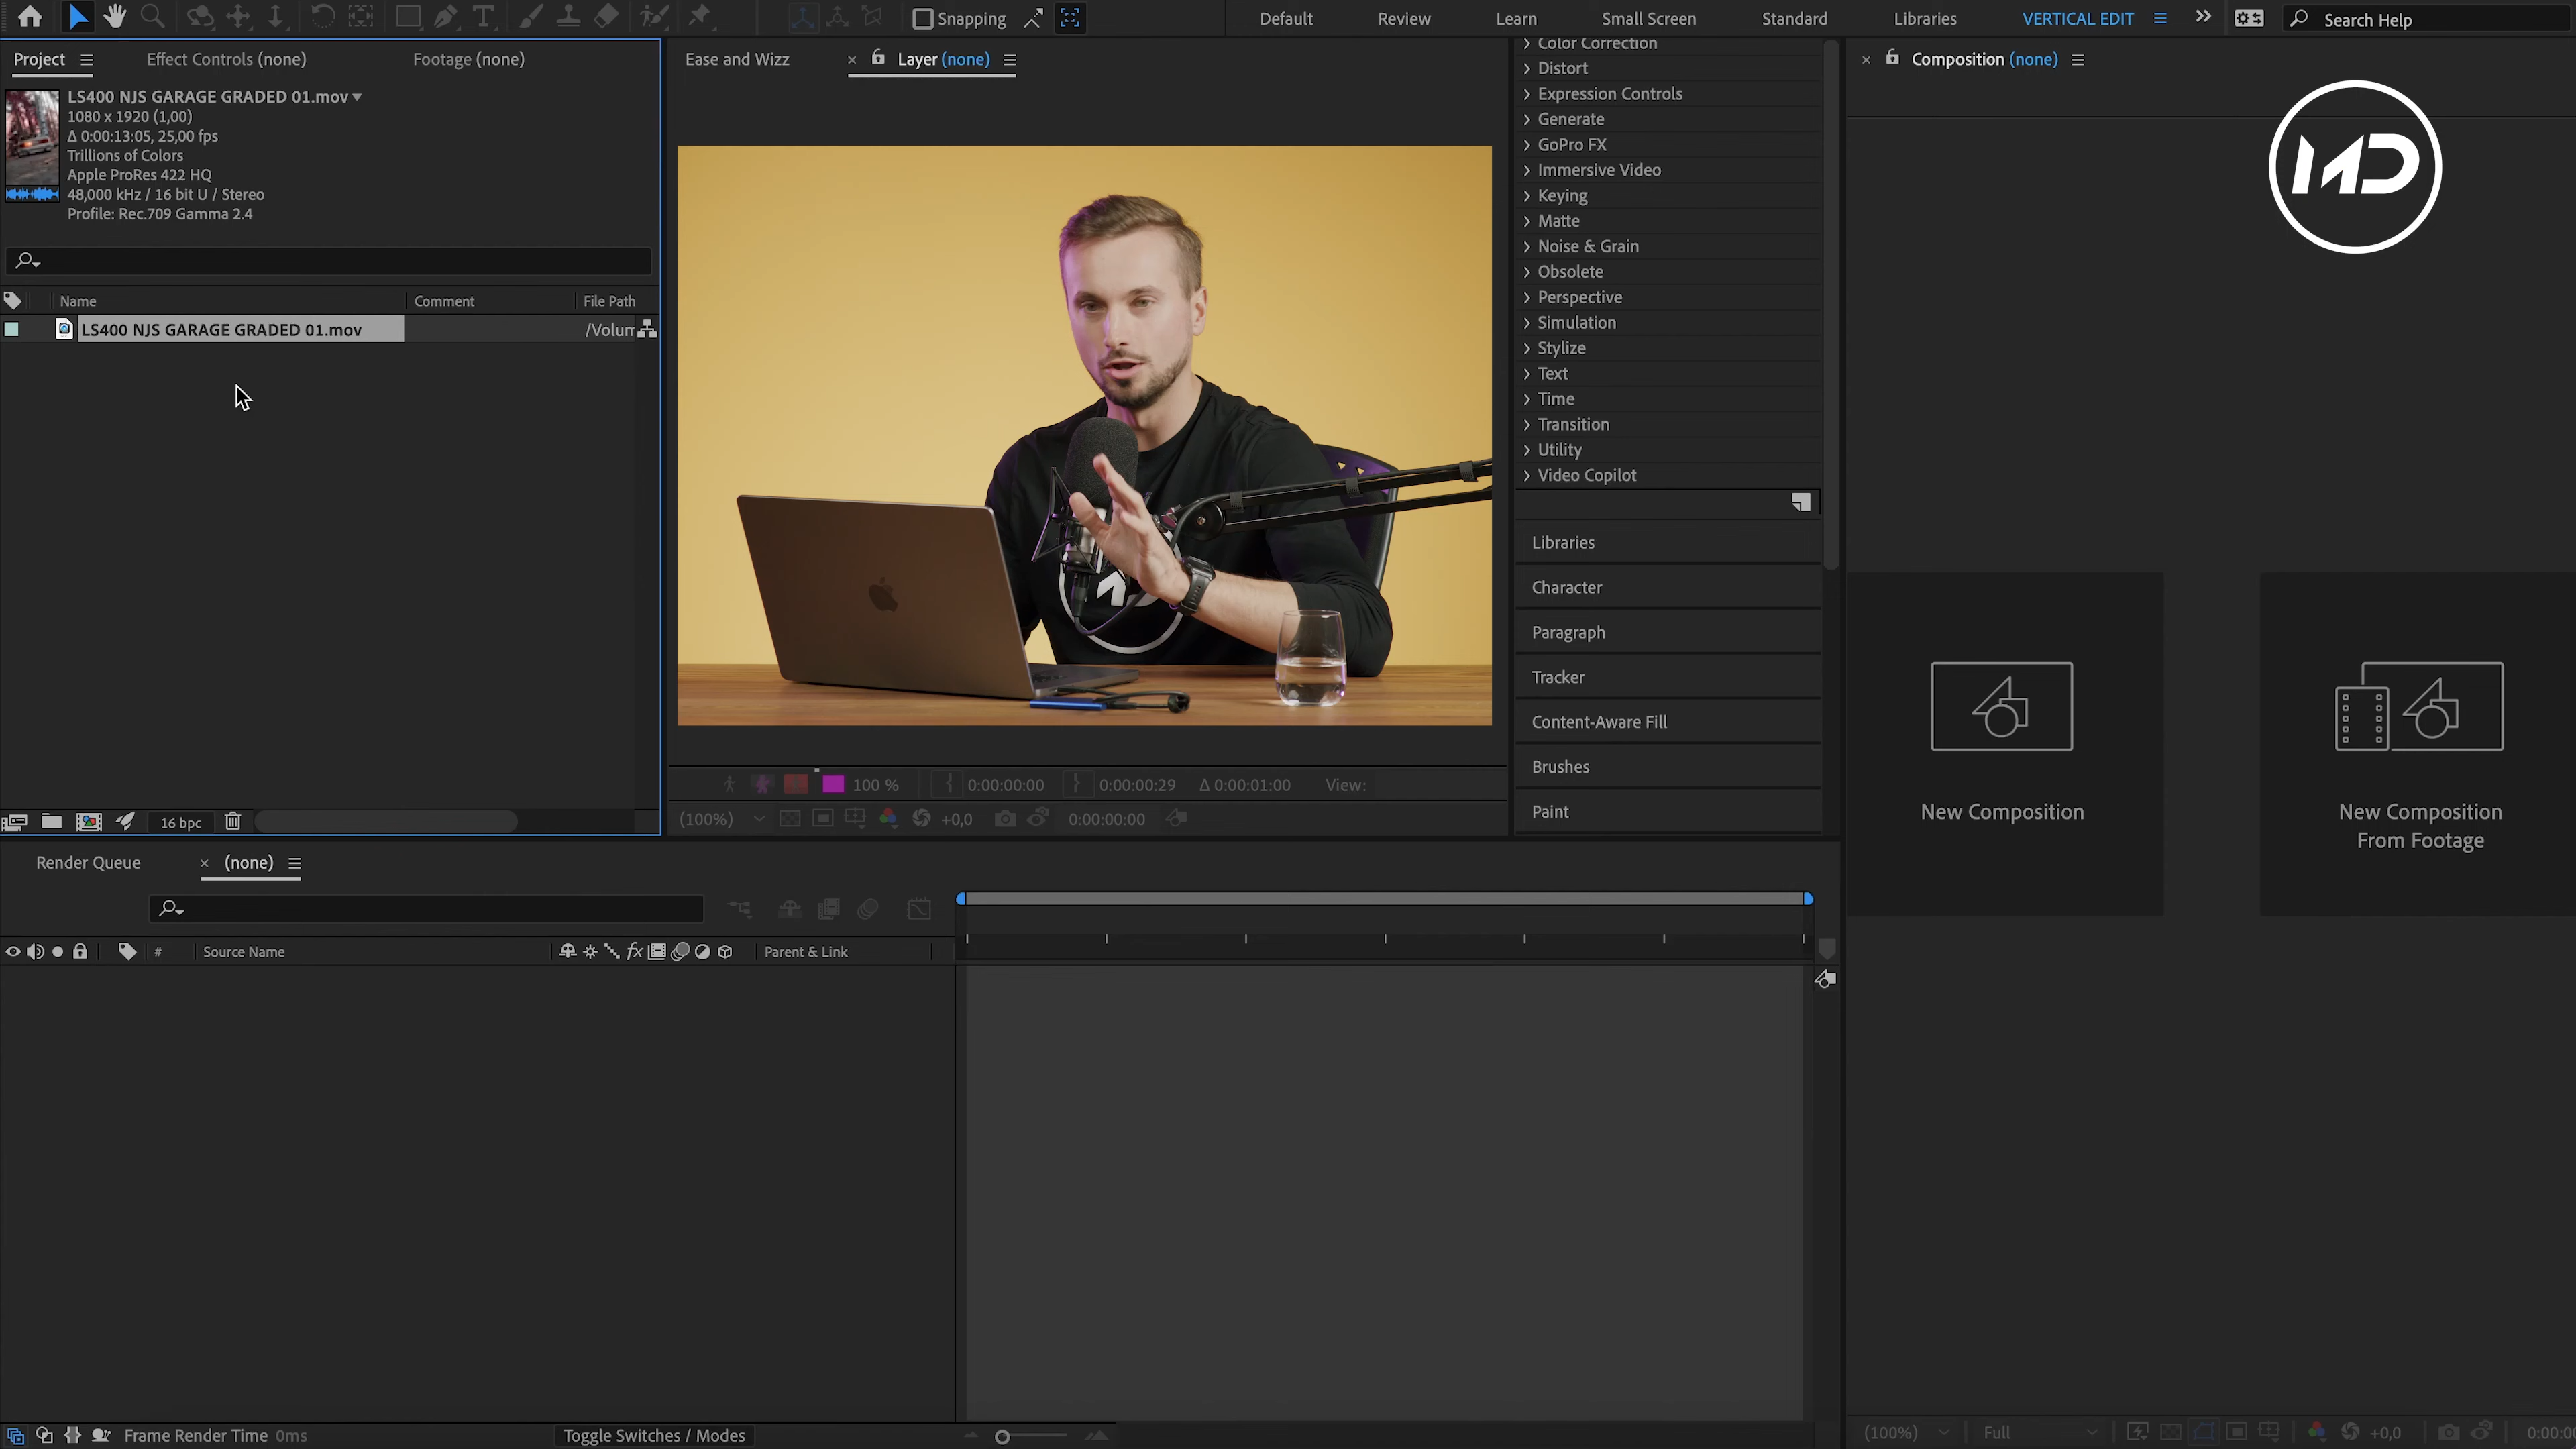 Snapping
Default
Review
Learn
Small Screen
Standard
Libraries
VERTICAL EDIT
Search Help
Project
Effect Controls (none)
Footage (none)
LS400 NJS GARAGE GRADED 01.mov
1080 x 1920 (1,00)
Δ 0:00:13:05, 25,00 fps
Trillions of Colors
Apple ProRes 422 HQ
48,000 kHz / 16 bit U / Stereo
Profile: Rec.709 Gamma 2.4
Name
Comment
File Path
LS400 NJS GARAGE GRADED 01.mov
/Volum
16 bpc
Ease and Wizz
Layer (none)
MD
100 %
0:00:00:00
0:00:00:29
Δ 0:00:01:00
View:
(100%)
+0,0
0:00:00:00
Color Correction
Distort
Expression Controls
Generate
GoPro FX
Immersive Video
Keying
Matte
Noise & Grain
Obsolete
Perspective
Simulation
Stylize
Text
Time
Transition
Utility
Video Copilot
Libraries
Character
Paragraph
Tracker
Content-Aware Fill
Brushes
Paint
Composition (none)
MD
New Composition
New Composition
From Footage
(100%)
Full
+0,0
Render Queue
(none)
#
Source Name
fx
Parent & Link
Frame Render Time 0ms
Toggle Switches / Modes